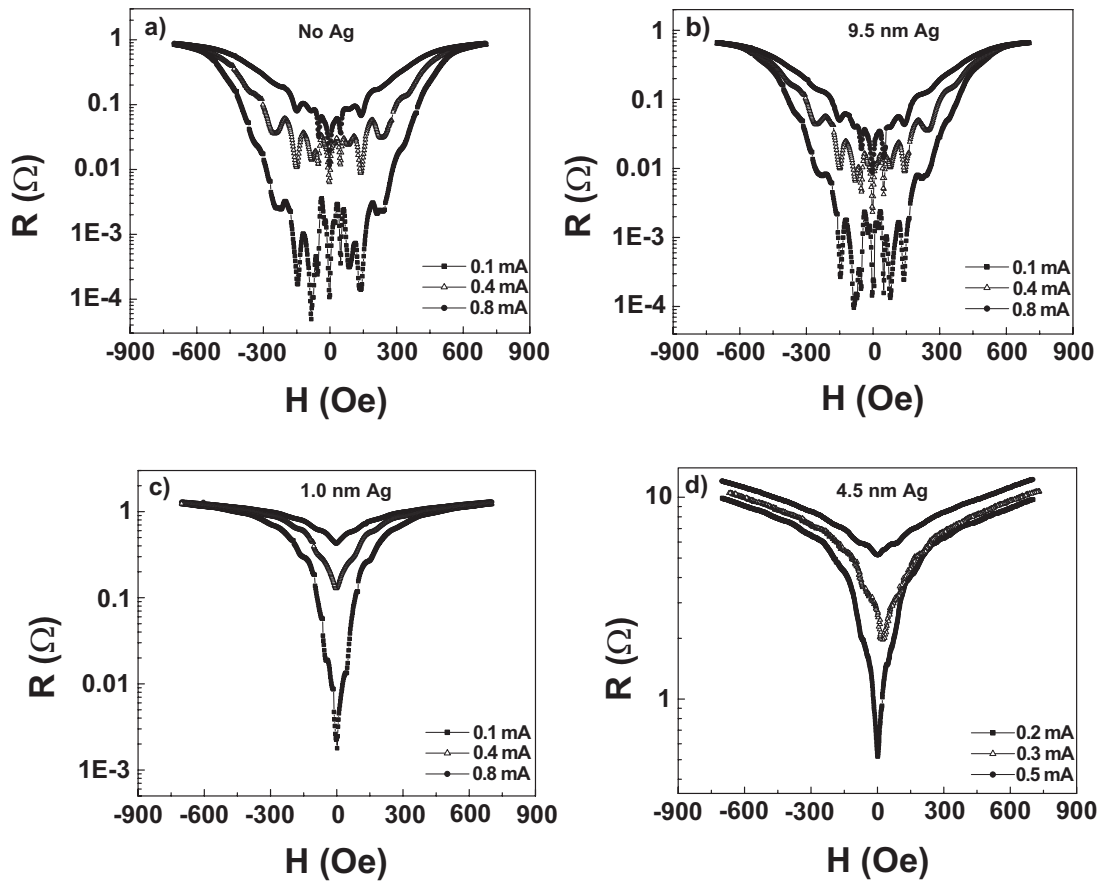 a)
No Ag
R (Ω)
1
0.1
0.01
1E-3
1E-4
0.1 mA
0.4 mA
0.8 mA
-900 -600 -300 0 300 600 900
H (Oe)
b)
9.5 nm Ag
R (Ω)
1
0.1
0.01
1E-3
1E-4
0.1 mA
0.4 mA
0.8 mA
-900 -600 -300 0 300 600 900
H (Oe)
c)
1.0 nm Ag
R (Ω)
1
0.1
0.01
1E-3
0.1 mA
0.4 mA
0.8 mA
-900 -600 -300 0 300 600 900
H (Oe)
d)
4.5 nm Ag
R (Ω)
10
1
0.2 mA
0.3 mA
0.5 mA
-900 -600 -300 0 300 600 900
H (Oe)